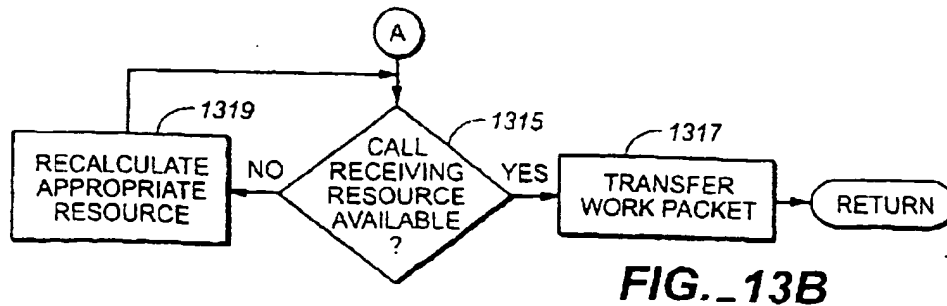 A
1319
RECALCULATE
APPROPRIATE
RESOURCE
NO
1315
CALL
RECEIVING
RESOURCE
AVAILABLE
?
YES
1317
TRANSFER
WORK PACKET
RETURN
FIG._13B